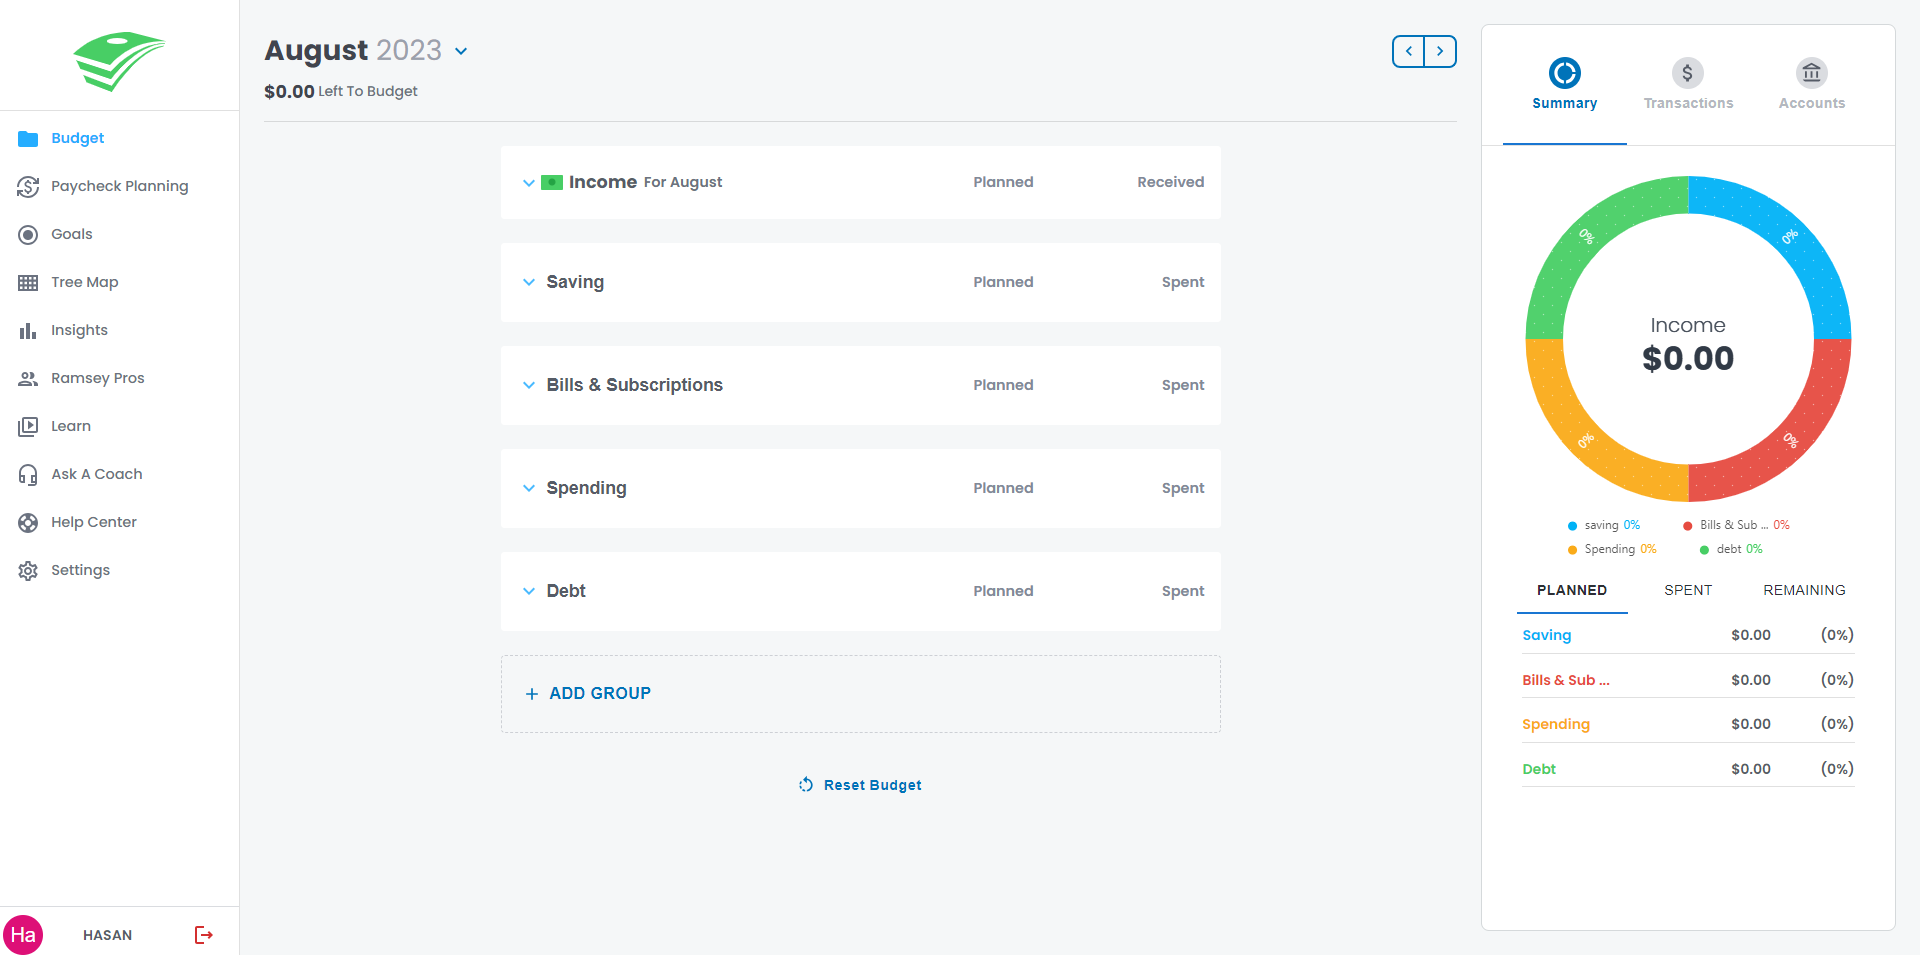 Budget
Paycheck Planning
Goals
Tree Map
Insights
Ramsey Pros
Learn
Ask A Coach
Help Center
Settings
Ha HASAN
August 2023
$0.00 Left To Budget
Income For August Planned Received
Saving Planned Spent
Bills & Subscriptions Planned Spent
Spending Planned Spent
Debt Planned Spent
+ ADD GROUP
Reset Budget
$
Summary Transactions Accounts
0% 0%
Income
$0.00
0% 0%
saving 0% Bills & Sub ... 0%
Spending 0% debt 0%
PLANNED SPENT REMAINING
Saving $0.00 (0%)
Bills & Sub ... $0.00 (0%)
Spending $0.00 (0%)
Debt $0.00 (0%)